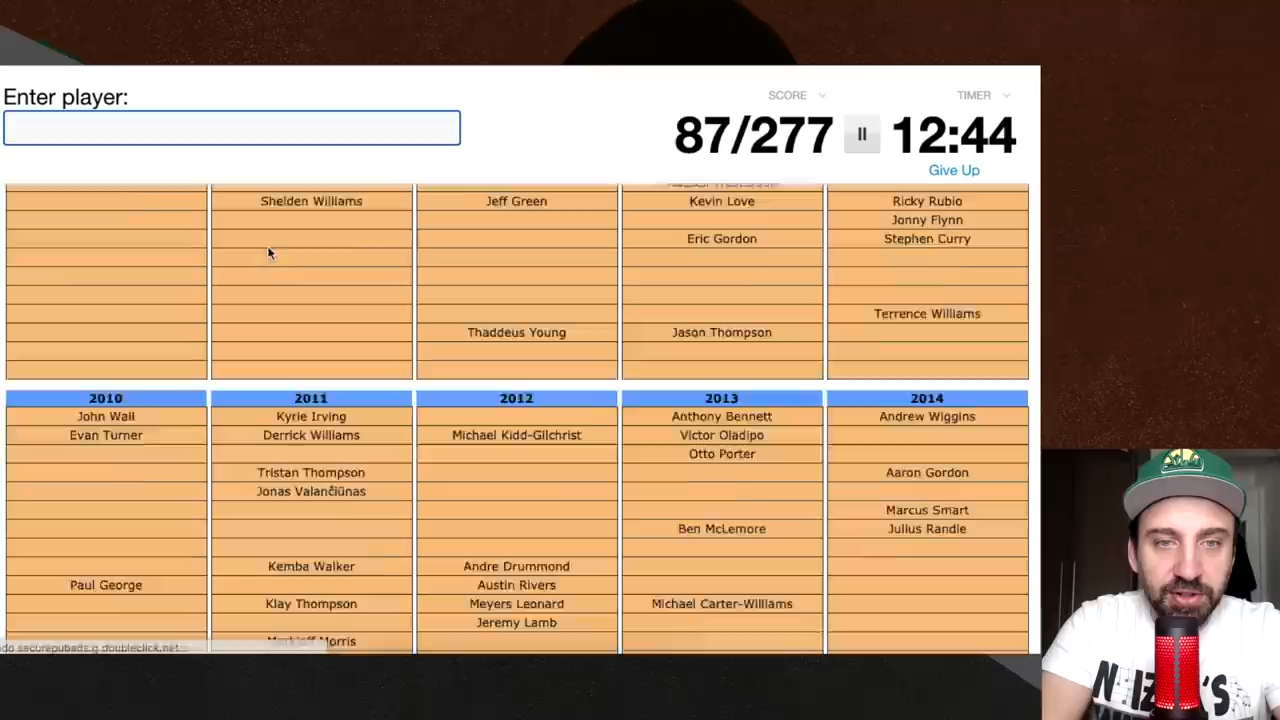 Enter player:
SCORE
TIMER
87/277
12:44
Give Up
Shelden Williams
Jeff Green
Kevin Love
Ricky Rubio
Jonny Flynn
Eric Gordon
Stephen Curry
Terrence Williams
Thaddeus Young
Jason Thompson
2010
2011
2012
2013
2014
John Wall
Kyrie Irving
Anthony Bennett
Andrew Wiggins
Evan Turner
Derrick Williams
Michael Kidd-Gilchrist
Victor Oladipo
Otto Porter
Tristan Thompson
Aaron Gordon
Jonas Valančiūnas
Marcus Smart
Ben McLemore
Julius Randle
Kemba Walker
Andre Drummond
Paul George
Austin Rivers
Klay Thompson
Meyers Leonard
Michael Carter-Williams
Jeremy Lamb
Markieff Morris